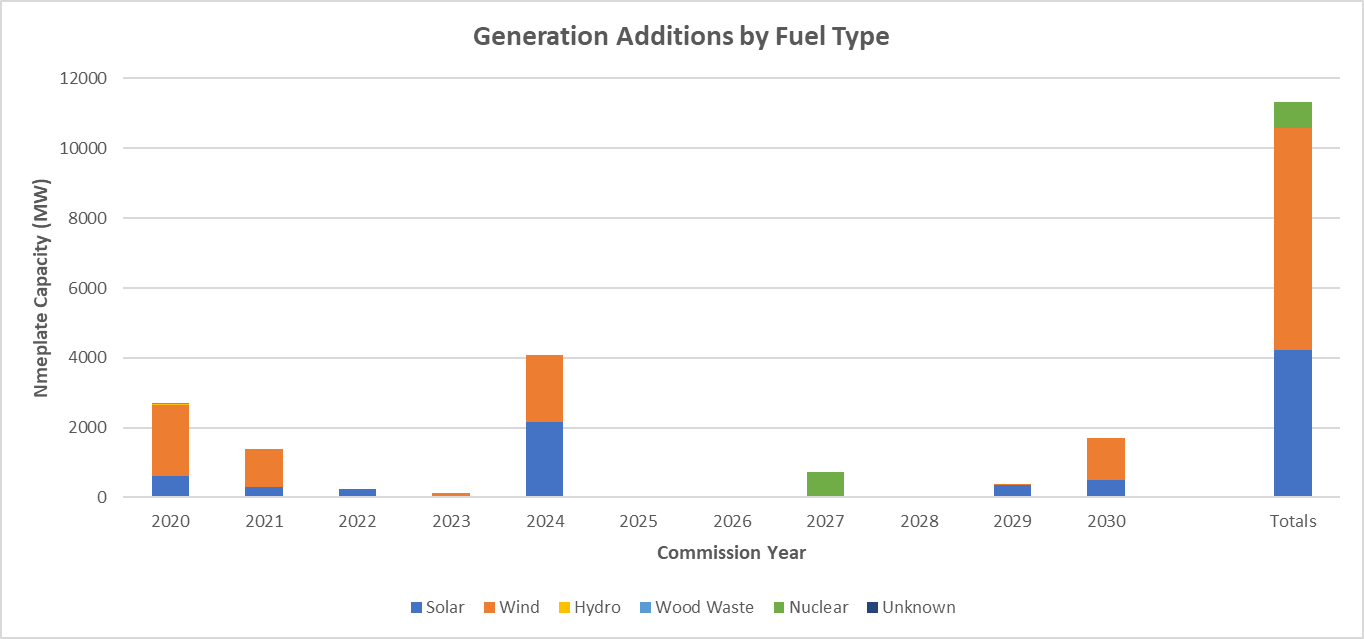 Generation Additions by Fuel Type
12000
10000
8000
6000
4000
2000
0
Nmeplate Capacity (MW)
2020 2021 2022 2023 2024 2025 2026 2027 2028 2029 2030 Totals
Commission Year
Solar Wind Hydro Wood Waste Nuclear Unknown